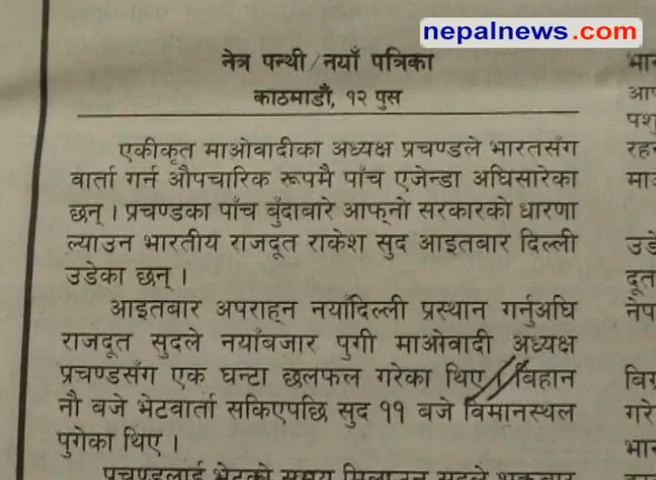 nepalnews.com
नेत्र पन्थी/नयाँ पत्रिका
काठमाडौं, १२ पुस
एकीकृत माओवादीका अध्यक्ष प्रचण्डले भारतसँग
वार्ता गर्न औपचारिक रूपमै पाँच एजेन्डा अघिसारेका
छन् । प्रचण्डका पाँच बुँदाबारे आफ्नो सरकारको धारणा
ल्याउन भारतीय राजदूत राकेश सुद आइतबार दिल्ली
उडेका छन् ।
आइतबार अपराह्न नयाँदिल्ली प्रस्थान गर्नुअघि
राजदूत सुदले नयाँबजार पुगी माओवादी अध्यक्ष
प्रचण्डसँग एक घन्टा छलफल गरेका थिए । बिहान
नौ बजे भेटवार्ता सकिएपछि सुद ११ बजे विमानस्थल
पुगेका थिए ।